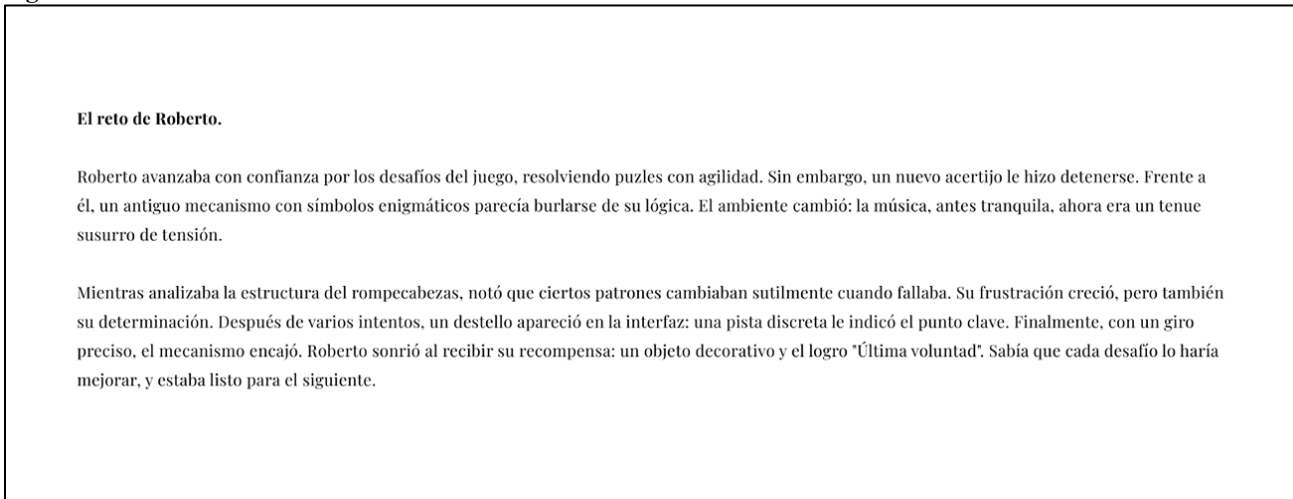 El reto de Roberto.
Roberto avanzaba con confianza por los desafíos del juego, resolviendo puzles con agilidad. Sin embargo, un nuevo acertijo le hizo detenerse. Frente a
él, un antiguo mecanismo con símbolos enigmáticos parecía burlarse de su lógica. El ambiente cambió: la música, antes tranquila, ahora era un tenue
susurro de tensión.
Mientras analizaba la estructura del rompecabezas, notó que ciertos patrones cambiaban sutilmente cuando fallaba. Su frustración creció, pero también
su determinación. Después de varios intentos, un destello apareció en la interfaz: una pista discreta le indicó el punto clave. Finalmente, con un giro
preciso, el mecanismo encajó. Roberto sonrió al recibir su recompensa: un objeto decorativo y el logro "Última voluntad". Sabía que cada desafío lo haría
mejorar, y estaba listo para el siguiente.